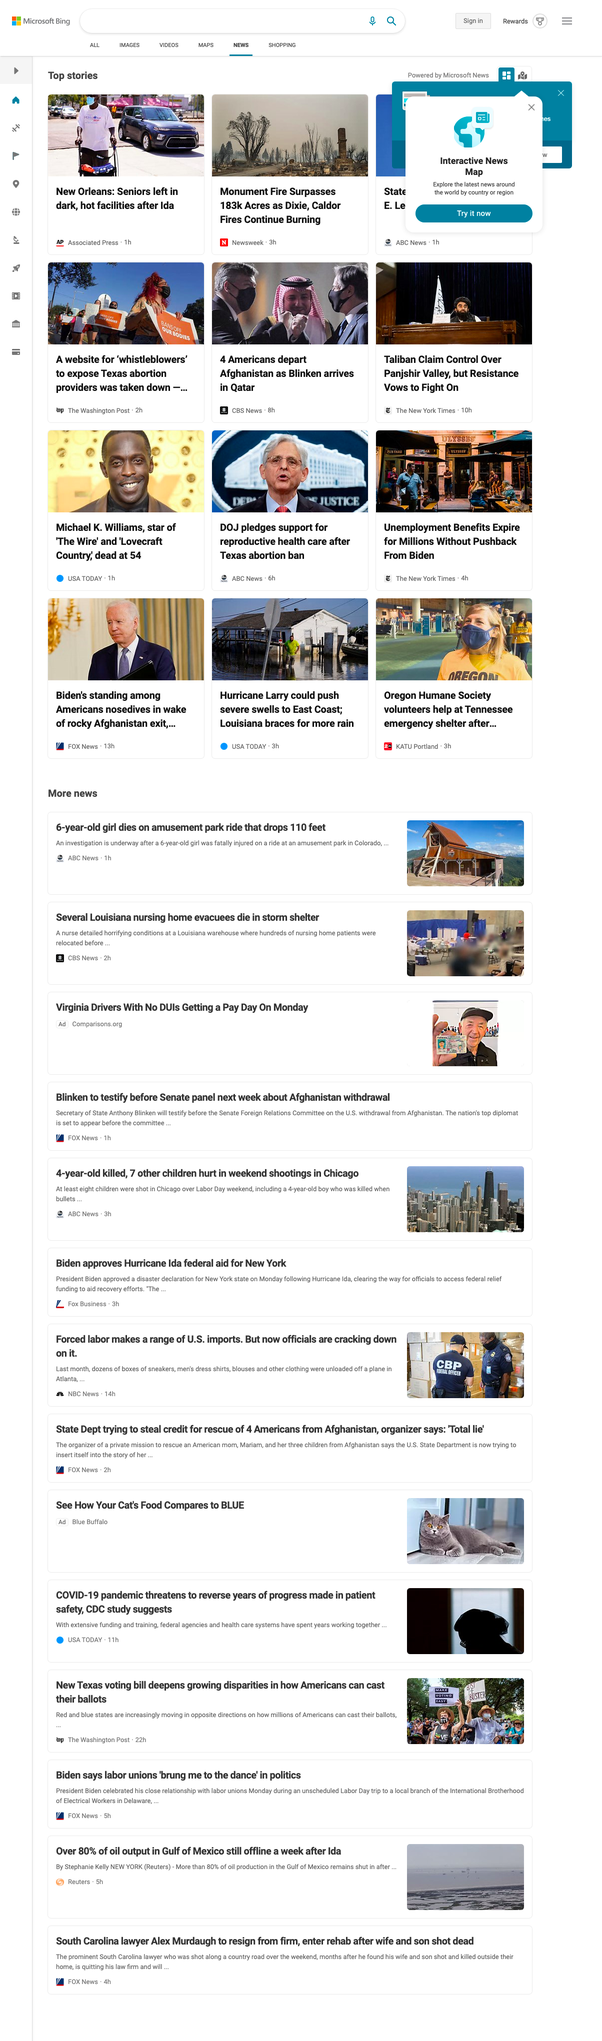 Microsoft Bing
Sign in
Rewards
ALL
IMAGES
VIDEOS
MAPS
NEWS
SHOPPING
Top stories
Powered by Microsoft News
Interactive News
Map
Explore the latest news around
the world by country or region
Try it now
New Orleans: Seniors left in
dark, hot facilities after Ida
AP Associated Press · 1h
Monument Fire Surpasses
183k Acres as Dixie, Caldor
Fires Continue Burning
N Newsweek · 3h
State
E. Le
ABC News · 1h
BANS OFF
OUR BODIES
A website for ‘whistleblowers’
to expose Texas abortion
providers was taken down —...
wp The Washington Post · 2h
4 Americans depart
Afghanistan as Blinken arrives
in Qatar
CBS News · 8h
Taliban Claim Control Over
Panjshir Valley, but Resistance
Vows to Fight On
The New York Times · 10h
Michael K. Williams, star of
'The Wire' and 'Lovecraft
Country,' dead at 54
USA TODAY · 1h
JUSTICE
DOJ pledges support for
reproductive health care after
Texas abortion ban
ABC News · 6h
ULYSSES
Unemployment Benefits Expire
for Millions Without Pushback
From Biden
The New York Times · 4h
Biden's standing among
Americans nosedives in wake
of rocky Afghanistan exit,...
FOX News · 13h
Hurricane Larry could push
severe swells to East Coast;
Louisiana braces for more rain
USA TODAY · 3h
OREGON
Oregon Humane Society
volunteers help at Tennessee
emergency shelter after...
KATU Portland · 3h
More news
6-year-old girl dies on amusement park ride that drops 110 feet
An investigation is underway after a 6-year-old girl was fatally injured on a ride at an amusement park in Colorado, ...
ABC News · 1h
Several Louisiana nursing home evacuees die in storm shelter
A nurse detailed horrifying conditions at a Louisiana warehouse where hundreds of nursing home patients were
relocated before ...
CBS News · 2h
Virginia Drivers With No DUIs Getting a Pay Day On Monday
Ad Comparisons.org
Blinken to testify before Senate panel next week about Afghanistan withdrawal
Secretary of State Anthony Blinken will testify before the Senate Foreign Relations Committee on the U.S. withdrawal from Afghanistan. The nation's top diplomat
is set to appear before the committee ...
FOX News · 1h
4-year-old killed, 7 other children hurt in weekend shootings in Chicago
At least eight children were shot in Chicago over Labor Day weekend, including a 4-year-old boy who was killed when
bullets ...
ABC News · 3h
Biden approves Hurricane Ida federal aid for New York
President Biden approved a disaster declaration for New York state on Monday following Hurricane Ida, clearing the way for officials to access federal relief
funding to aid recovery efforts. "The ...
Fox Business · 3h
Forced labor makes a range of U.S. imports. But now officials are cracking down
on it.
Last month, dozens of boxes of sneakers, men's dress shirts, blouses and other clothing were unloaded off a plane in
Atlanta, ...
NBC News · 14h
CBP
FEDERAL OFFICER
State Dept trying to steal credit for rescue of 4 Americans from Afghanistan, organizer says: 'Total lie'
The organizer of a private mission to rescue an American mom, Mariam, and her three children from Afghanistan says the U.S. State Department is now trying to
insert itself into the story of her ...
FOX News · 2h
See How Your Cat's Food Compares to BLUE
Ad Blue Buffalo
COVID-19 pandemic threatens to reverse years of progress made in patient
safety, CDC study suggests
With extensive funding and training, federal agencies and health care systems have spent years working together ...
USA TODAY · 11h
New Texas voting bill deepens growing disparities in how Americans can cast
their ballots
Red and blue states are increasingly moving in opposite directions on how millions of Americans can cast their ballots,
...
wp The Washington Post · 22h
Biden says labor unions 'brung me to the dance' in politics
President Biden celebrated his close relationship with labor unions Monday during an unscheduled Labor Day trip to a local branch of the International Brotherhood
of Electrical Workers in Delaware, ...
FOX News · 5h
Over 80% of oil output in Gulf of Mexico still offline a week after Ida
By Stephanie Kelly NEW YORK (Reuters) - More than 80% of oil production in the Gulf of Mexico remains shut in after ...
Reuters · 5h
South Carolina lawyer Alex Murdaugh to resign from firm, enter rehab after wife and son shot dead
The prominent South Carolina lawyer who was shot along a country road over the weekend, months after he found his wife and son shot and killed outside their
home, is quitting his law firm and will ...
FOX News · 4h